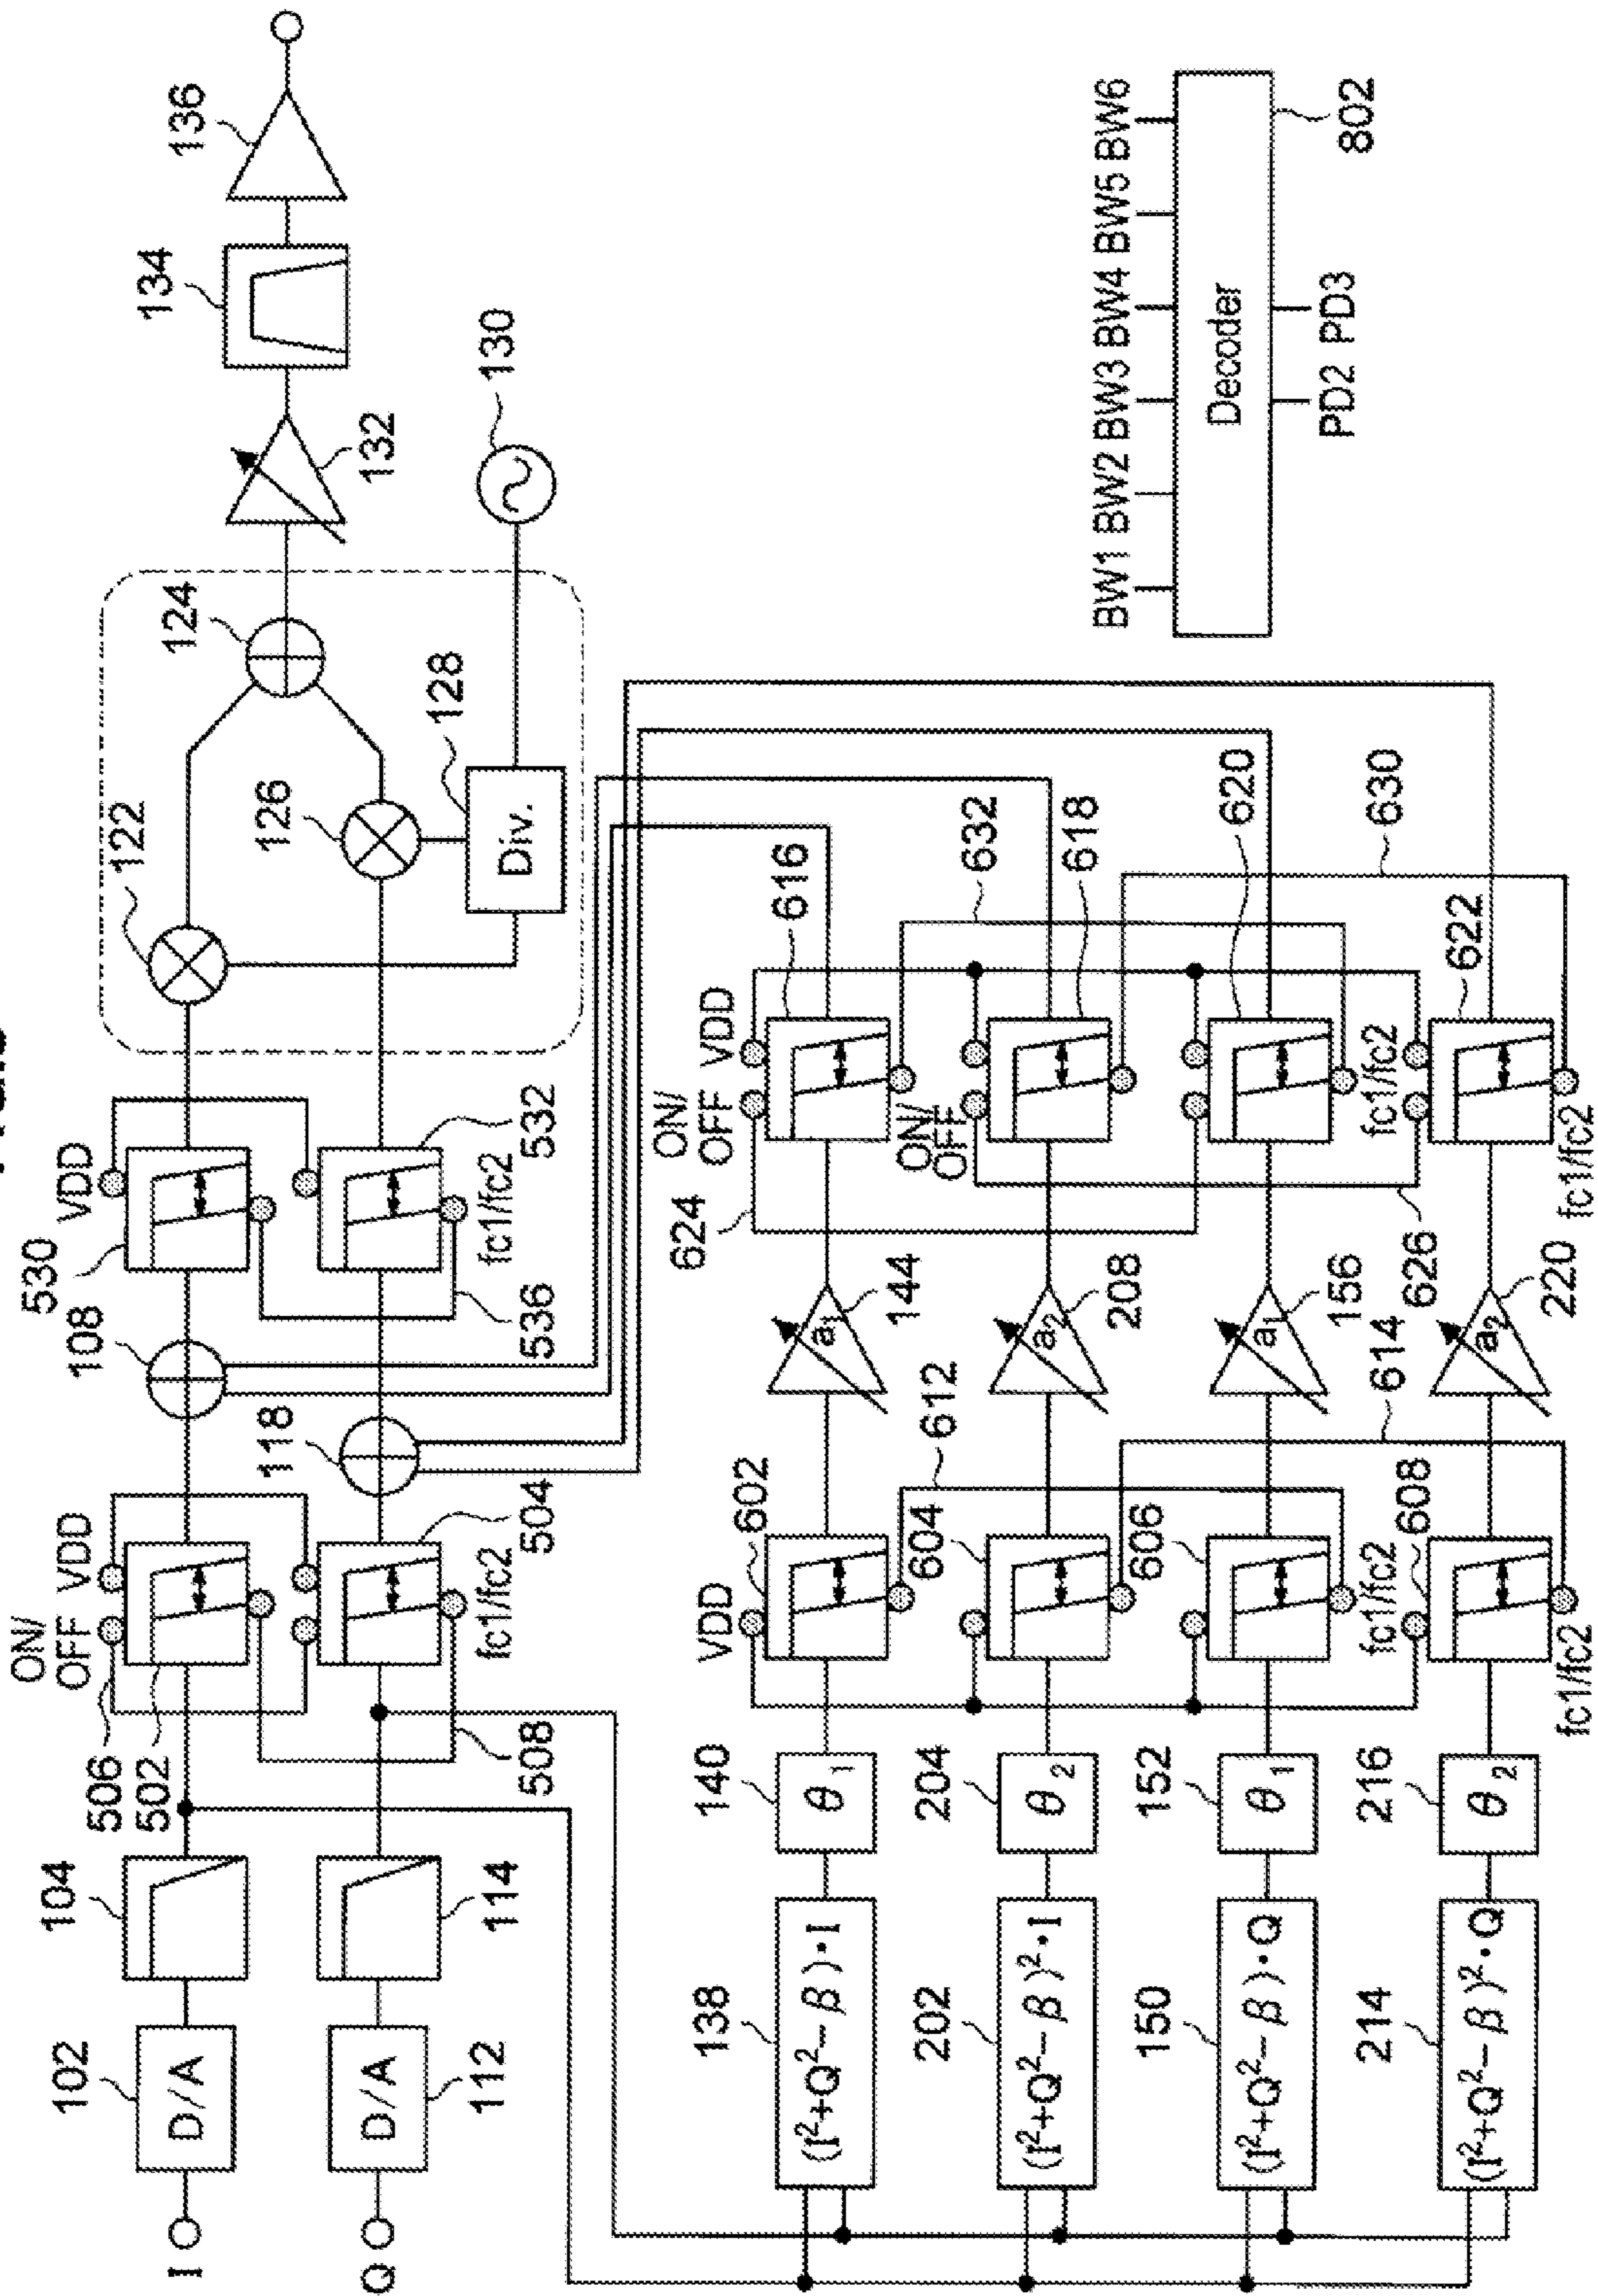 I
102
D/A
104
506
502
ON/
OFF
VDD
108
530
VDD
122
124
132
134
136
Q
D/A
112
114
508
504
fc1/fc2
118
536
532
fc1/fc2
126
128
Div.
130
138
(I²+Q²-β)·I
140
θ1
VDD
602
612
a1
144
624
ON/
OFF
VDD
616
632
202
(I²+Q²-β)²·I
204
θ2
604
a2
208
ON/
OFF
618
150
(I²+Q²-β)·Q
152
θ1
606
fc1/fc2
a1
156
fc1/fc2
620
214
(I²+Q²-β)²·Q
216
θ2
608
fc1/fc2
614
a2
220
626
622
fc1/fc2
630
BW1 BW2 BW3 BW4 BW5 BW6
Decoder
802
PD2 PD3